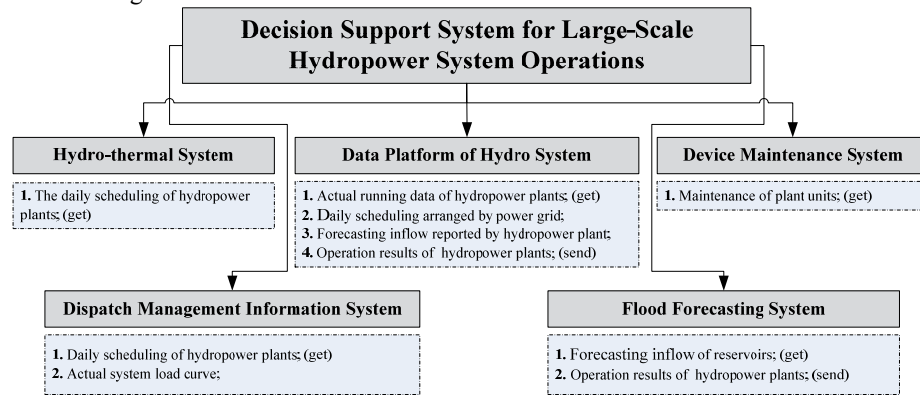 Decision Support System for Large-Scale
Hydropower System Operations
Hydro-thermal System
1. The daily scheduling of hydropower
plants; (get)
Data Platform of Hydro System
1. Actual running data of hydropower plants; (get)
2. Daily scheduling arranged by power grid;
3. Forecasting inflow reported by hydropower plant;
4. Operation results of hydropower plants; (send)
Device Maintenance System
1. Maintenance of plant units; (get)
Dispatch Management Information System
1. Daily scheduling of hydropower plants; (get)
2. Actual system load curve;
Flood Forecasting System
1. Forecasting inflow of reservoirs; (get)
2. Operation results of hydropower plants; (send)